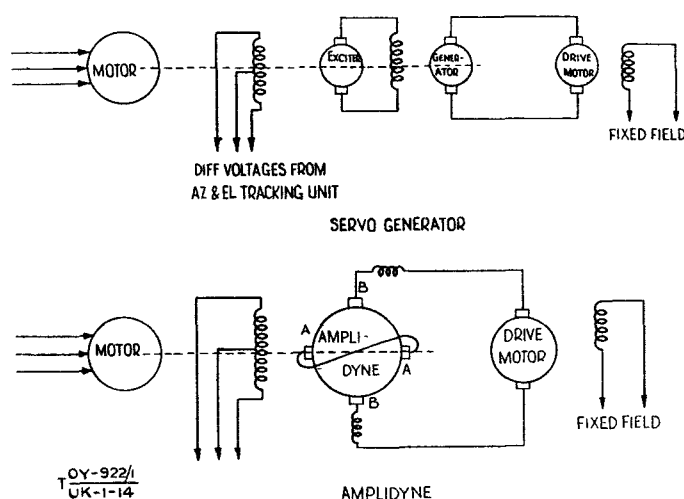 MOTOR
EXCITER
GENER-
ATOR
DRIVE
MOTOR
FIXED FIELD
DIFF VOLTAGES FROM
AZ & EL TRACKING UNIT
SERVO GENERATOR
MOTOR
A
B
AMPLI-
DYNE
A
B
DRIVE
MOTOR
FIXED FIELD
T OY-922/1
UK-1-14
AMPLIDYNE